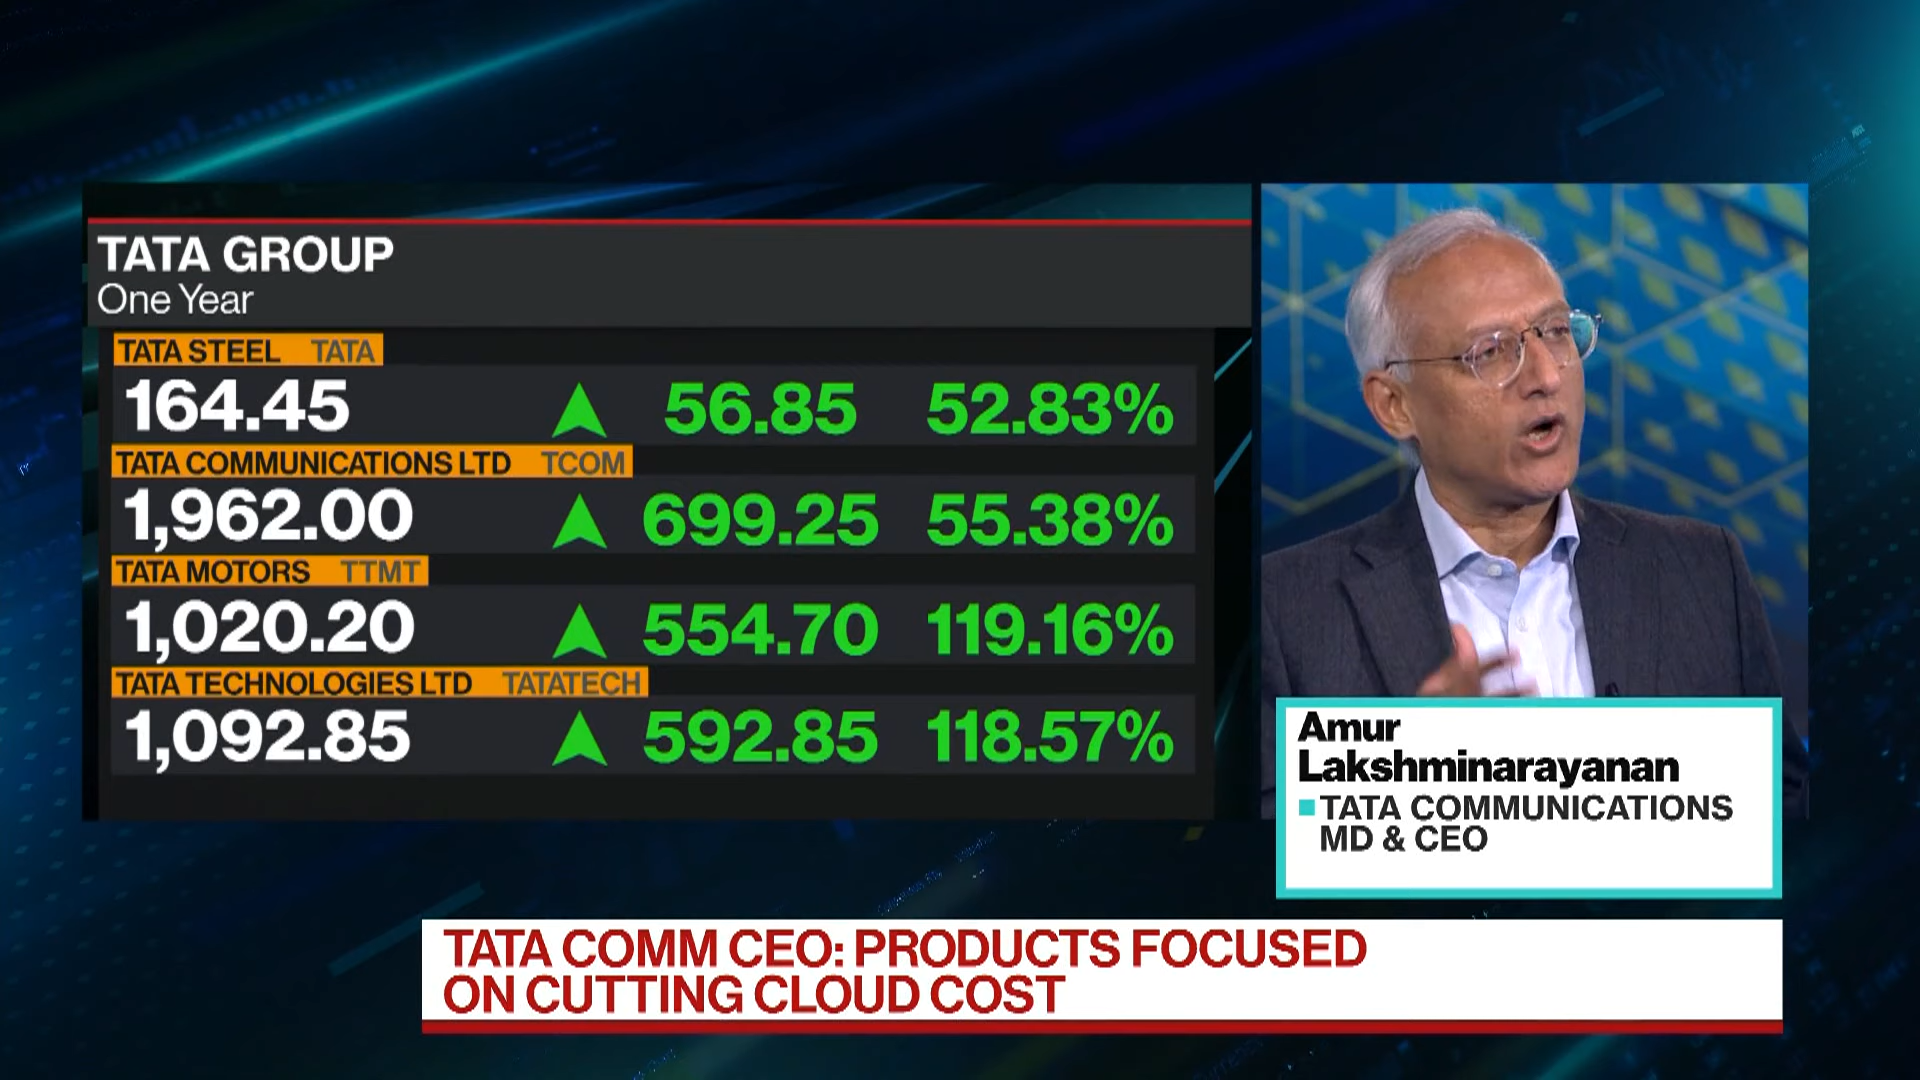 TATA GROUP
One Year
TATA STEEL TATA
164.45 56.85 52.83%
TATA COMMUNICATIONS LTD TCOM
1,962.00 699.25 55.38%
TATA MOTORS TTMT
1,020.20 554.70 119.16%
TATA TECHNOLOGIES LTD TATATECH
1,092.85 592.85 118.57%
Amur
Lakshminarayanan
TATA COMMUNICATIONS
MD & CEO
TATA COMM CEO: PRODUCTS FOCUSED
ON CUTTING CLOUD COST